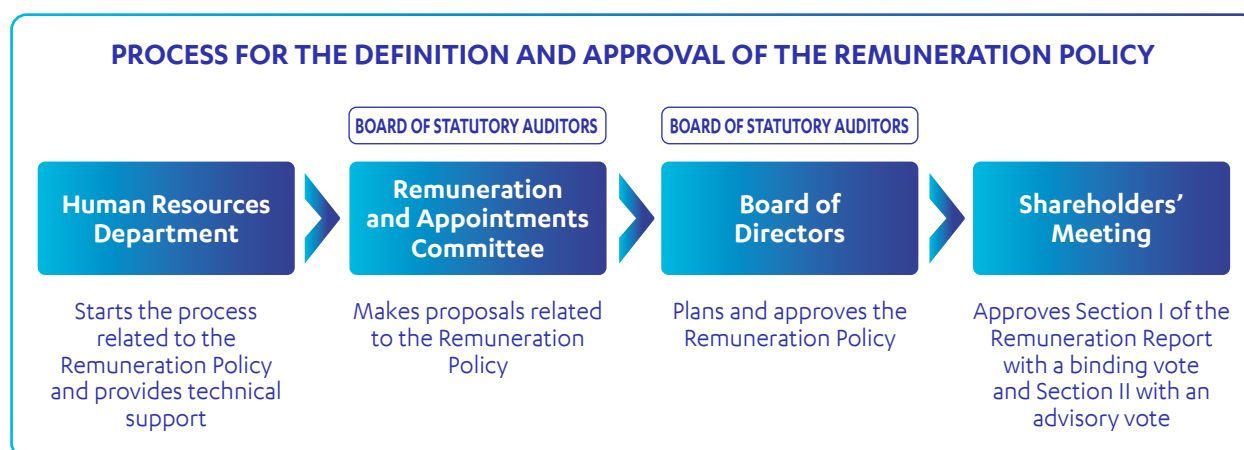 PROCESS FOR THE DEFINITION AND APPROVAL OF THE REMUNERATION POLICY
BOARD OF STATUTORY AUDITORS
BOARD OF STATUTORY AUDITORS
Human Resources
Department
Remuneration
and Appointments
Committee
Board of
Directors
Shareholders’
Meeting
Starts the process
related to the
Remuneration Policy
and provides technical
support
Makes proposals related
to the Remuneration
Policy
Plans and approves the
Remuneration Policy
Approves Section I of the
Remuneration Report
with a binding vote
and Section II with an
advisory vote